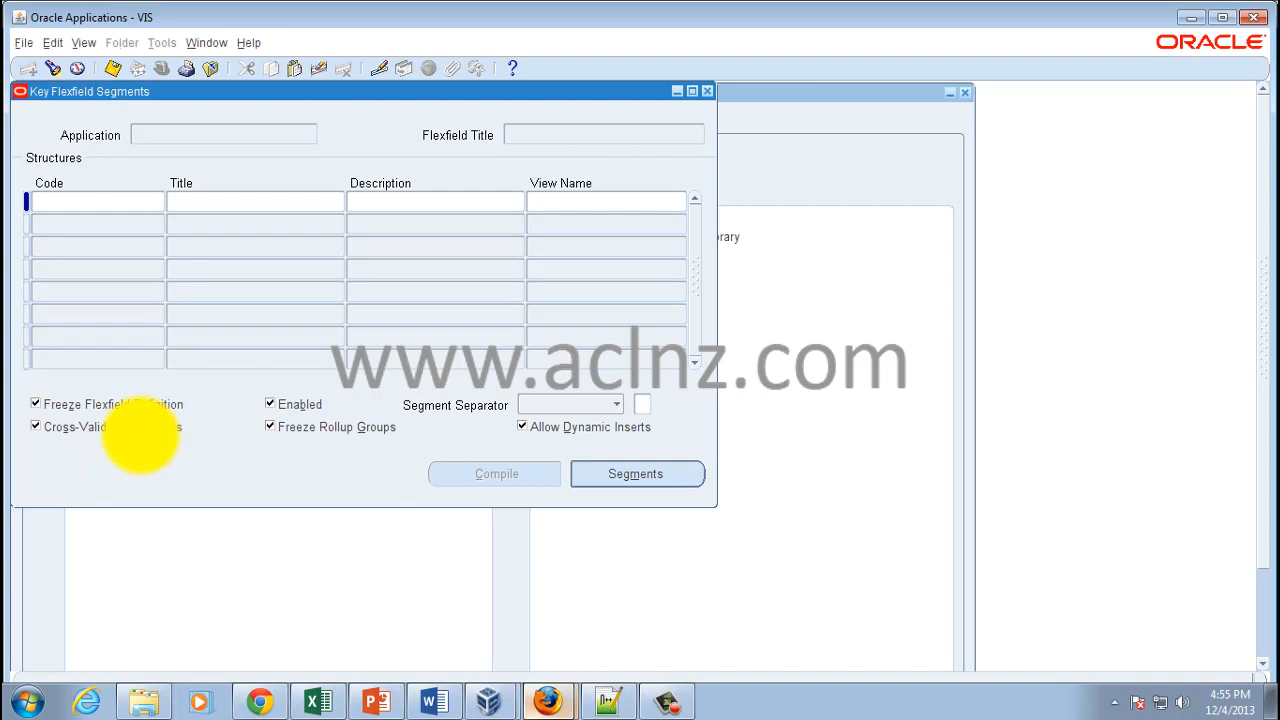 Oracle Applications - VIS
File Edit View Folder Tools Window Help
ORACLE
Key Flexfield Segments
Application
Flexfield Title
Structures
Code Title Description View Name
rary
www.aclnz.com
Freeze Flexfield Definition
Enabled
Segment Separator
Cross-Valid
Freeze Rollup Groups
Allow Dynamic Inserts
Compile
Segments
4:55 PM
12/4/2013